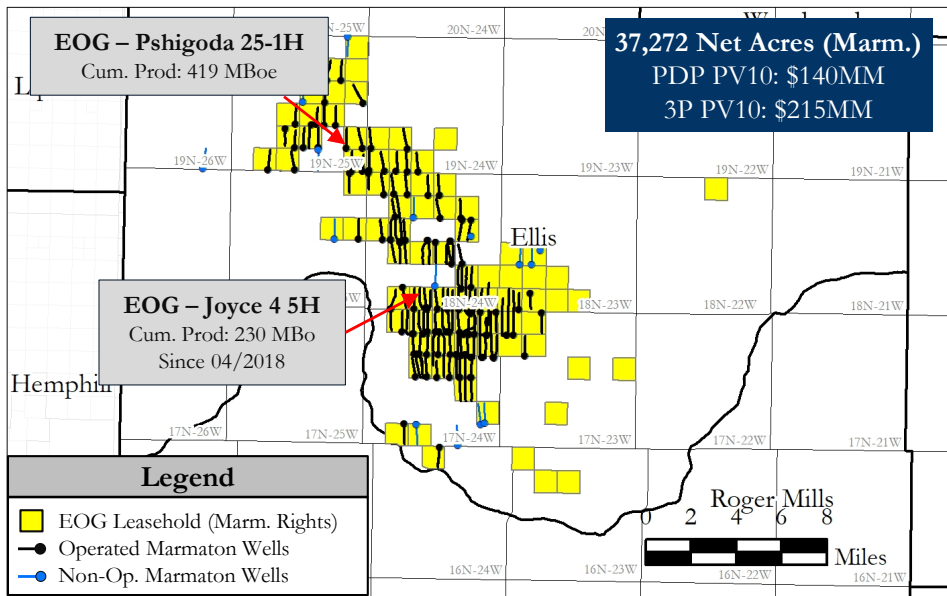 EOG – Pshigoda 25-1H
Cum. Prod: 419 MBoe
37,272 Net Acres (Marm.)
PDP PV10: $140MM
3P PV10: $215MM
20N-24W
19N-26W
19N-25W
19N-24W
19N-23W
19N-22W
19N-21W
Ellis
EOG – Joyce 4 5H
Cum. Prod: 230 MBo
Since 04/2018
18N-24W
18N-23W
18N-22W
18N-21W
Hemphill
17N-26W
17N-25W
17N-24W
17N-23W
17N-22W
17N-21W
Legend
EOG Leasehold (Marm. Rights)
Operated Marmaton Wells
Non-Op. Marmaton Wells
Roger Mills
0 2 4 6 8
Miles
16N-24W
16N-23W
16N-22W
16N-21W